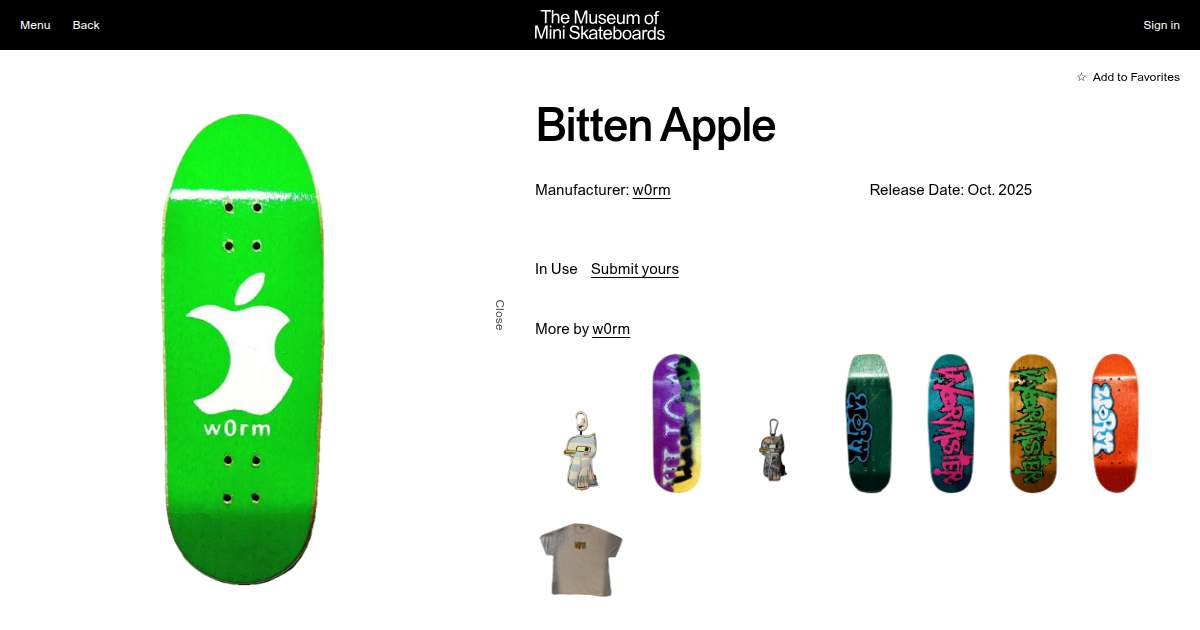 Menu
Back
The Museum of
Mini Skateboards
Sign in
☆ Add to Favorites
Bitten Apple
Manufacturer: w0rm
Release Date: Oct. 2025
In Use Submit yours
Close
More by w0rm
w0rm